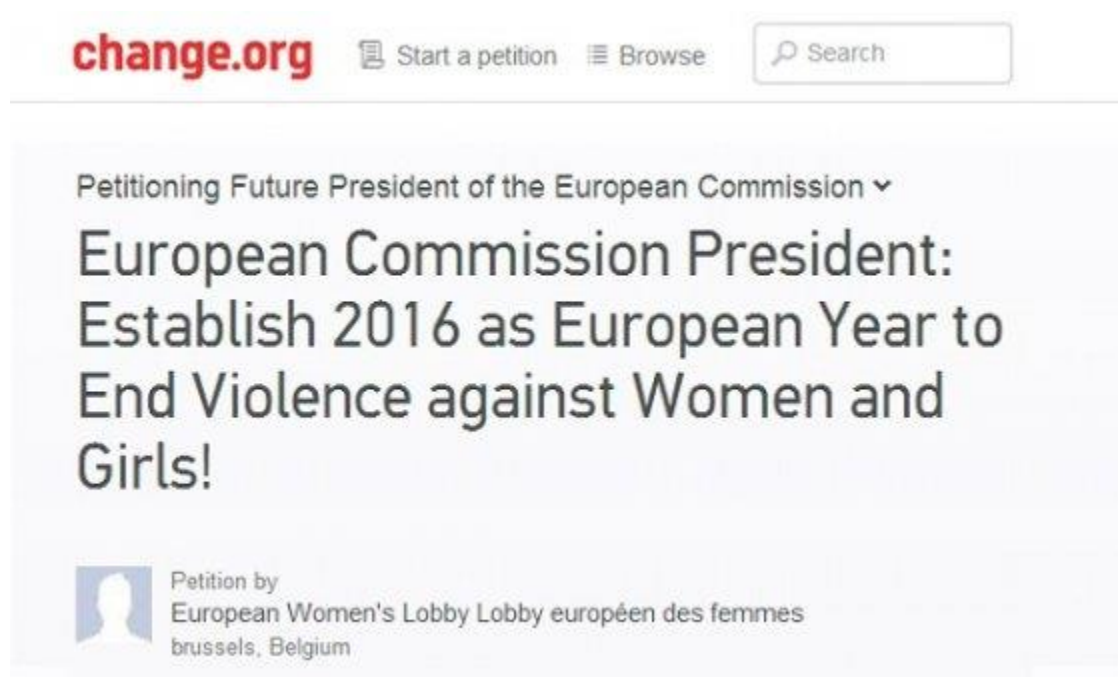 change.org Start a petition Browse Search
Petitioning Future President of the European Commission
European Commission President:
Establish 2016 as European Year to
End Violence against Women and
Girls!
Petition by
European Women's Lobby Lobby européen des femmes
brussels, Belgium